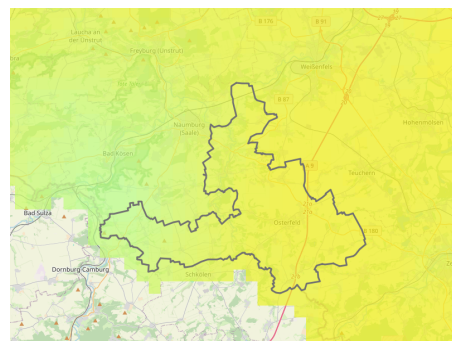 Laucha an
der Unstrut
B 176
B 91
Freyburg (Unstrut)
Weißenfels
B 87
Naumburg
(Saale)
Hohenmölsen
Bad Kösen
Teuchern
Bad Sulza
Osterfeld
B 180
Dornburg-Camburg
Schkölen